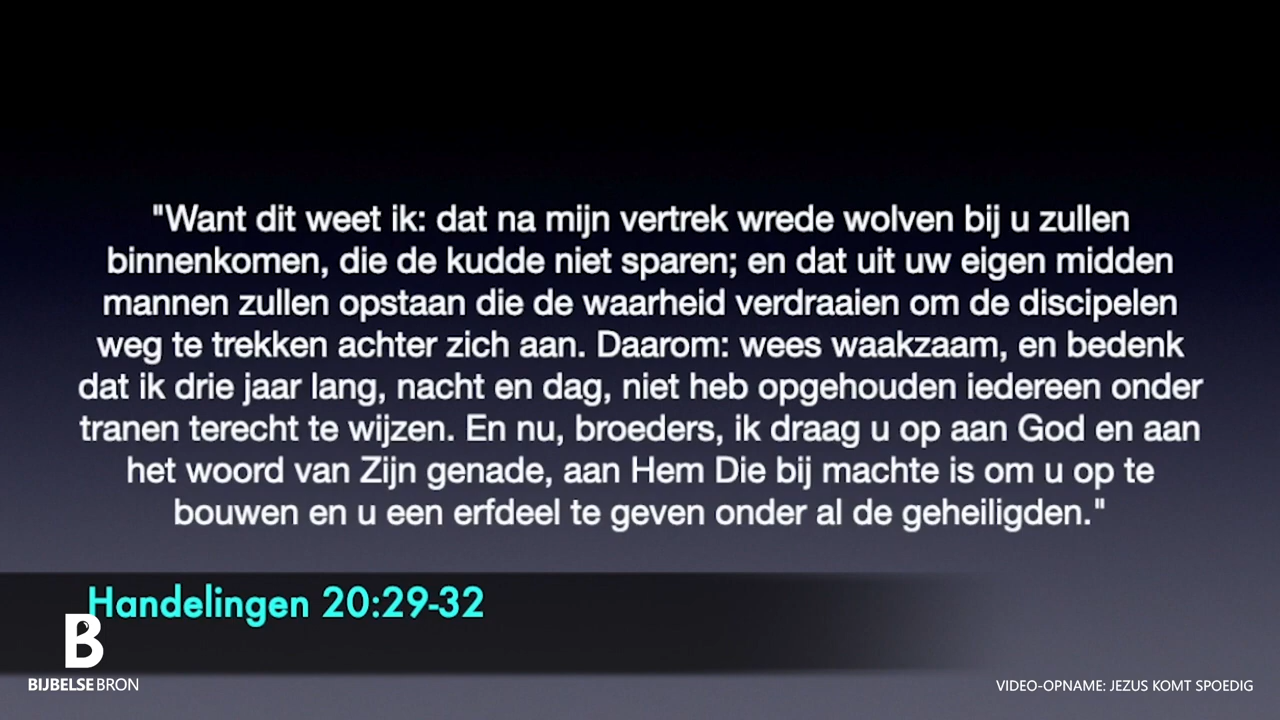 "Want dit weet ik: dat na mijn vertrek wrede wolven bij u zullen
binnenkomen, die de kudde niet sparen; en dat uit uw eigen midden
mannen zullen opstaan die de waarheid verdraaien om de discipelen
weg te trekken achter zich aan. Daarom: wees waakzaam, en bedenk
dat ik drie jaar lang, nacht en dag, niet heb opgehouden iedereen onder
tranen terecht te wijzen. En nu, broeders, ik draag u op aan God en aan
het woord van Zijn genade, aan Hem Die bij machte is om u op te
bouwen en u een erfdeel te geven onder al de geheiligden."
Handelingen 20:29-32
B
BIJBELSEBRON
VIDEO-OPNAME: JEZUS KOMT SPOEDIG